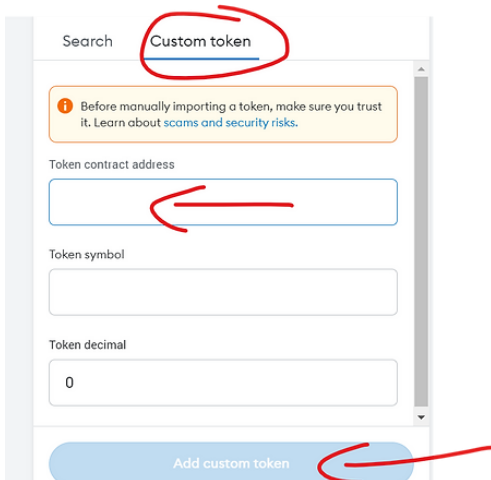 Search Custom token
Before manually importing a token, make sure you trust
it. Learn about scams and security risks.
Token contract address
Token symbol
Token decimal
0
Add custom token